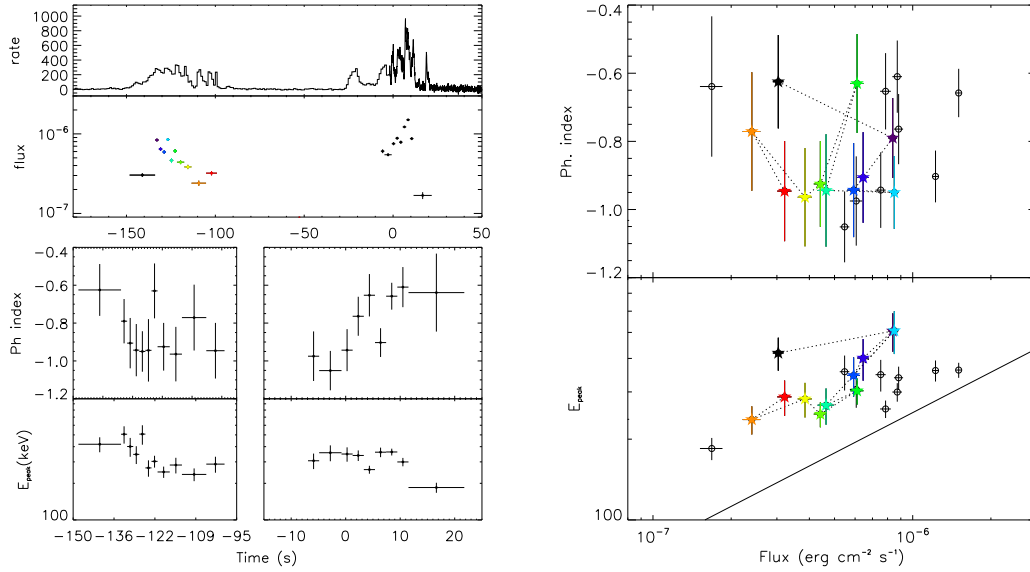 1000
800
600
400
200
0
rate
10⁻⁶
10⁻⁷
flux
−150 −100 −50 0 50
−0.4
−0.6
−0.8
−1.0
−1.2
Ph index
100
E_peak(keV)
−150 −136 −122 −109 −95
−10 0 10 20
Time (s)
−0.4
−0.6
−0.8
−1.0
−1.2
Ph. index
E_peak
100
10⁻⁷ 10⁻⁶
Flux (erg cm⁻² s⁻¹)